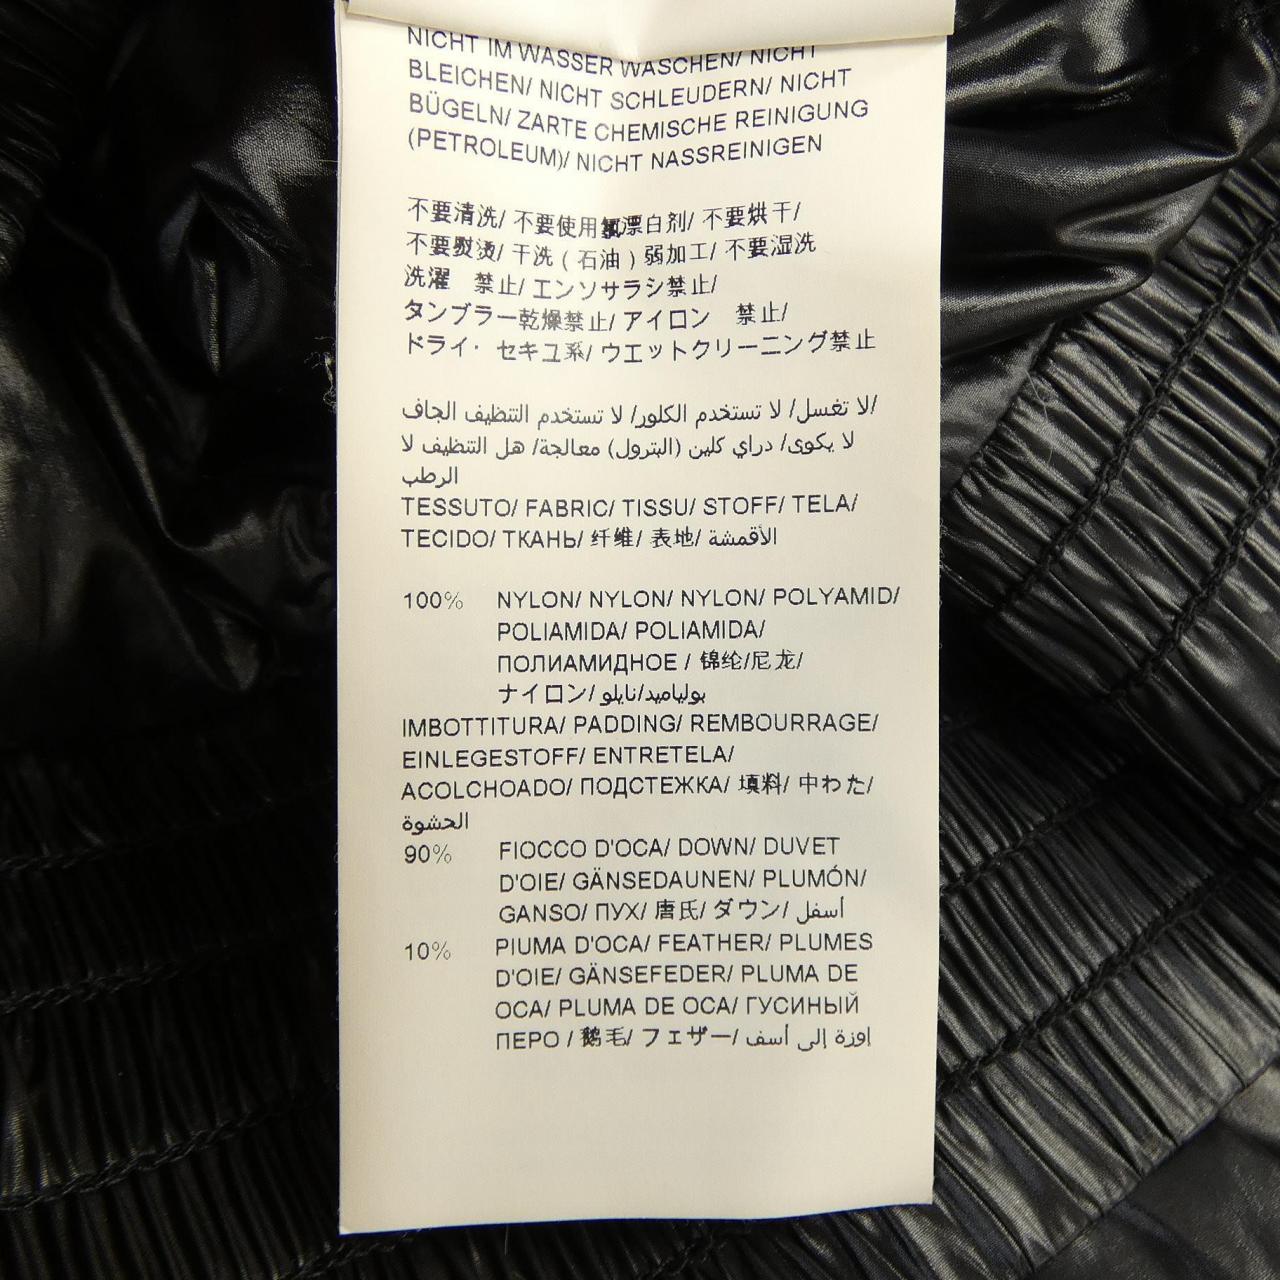 NICHT IM WASSER WASCHEN/ NICHT
BLEICHEN/ NICHT SCHLEUDERN/ NICHT
BÜGELN/ ZARTE CHEMISCHE REINIGUNG
(PETROLEUM)/ NICHT NASSREINIGEN
不要清洗/ 不要使用氯漂白剂/ 不要烘干/
不要熨烫/ 干洗 ( 石油 ) 弱加工/ 不要湿洗
洗濯　禁止/ エンソサラシ禁止/
タンブラー乾燥禁止/ アイロン　禁止/
ドライ・ セキユ系/ ウエットクリーニング禁止
لا تغسل/ لا تستخدم الكلور/ لا تستخدم التنظيف الجاف/
لا يكوى/ دراي كلين (البترول) معالجة/ هل التنظيف لا
الرطب
TESSUTO/ FABRIC/ TISSU/ STOFF/ TELA/
TECIDO/ ТКАНЬ/ 纤维/ 表地/ الأقمشة
100% NYLON/ NYLON/ NYLON/ POLYAMID/
POLIAMIDA/ POLIAMIDA/
ПОЛИАМИДНОЕ / 锦纶/尼龙/
ナイロン/ بولياميد/نايلو
IMBOTTITURA/ PADDING/ REMBOURRAGE/
EINLEGESTOFF/ ENTRETELA/
ACOLCHOADO/ ПОДСТЕЖКА/ 填料/ 中わた/
الحشوة
90% FIOCCO D'OCA/ DOWN/ DUVET
D'OIE/ GÄNSEDAUNEN/ PLUMÓN/
GANSO/ ПУХ/ 唐氏/ ダウン/ أسفل
10% PIUMA D'OCA/ FEATHER/ PLUMES
D'OIE/ GÄNSEFEDER/ PLUMA DE
OCA/ PLUMA DE OCA/ ГУСИНЫЙ
ПЕРО / 鹅毛/ フェザー/ اوزة إلى أسف